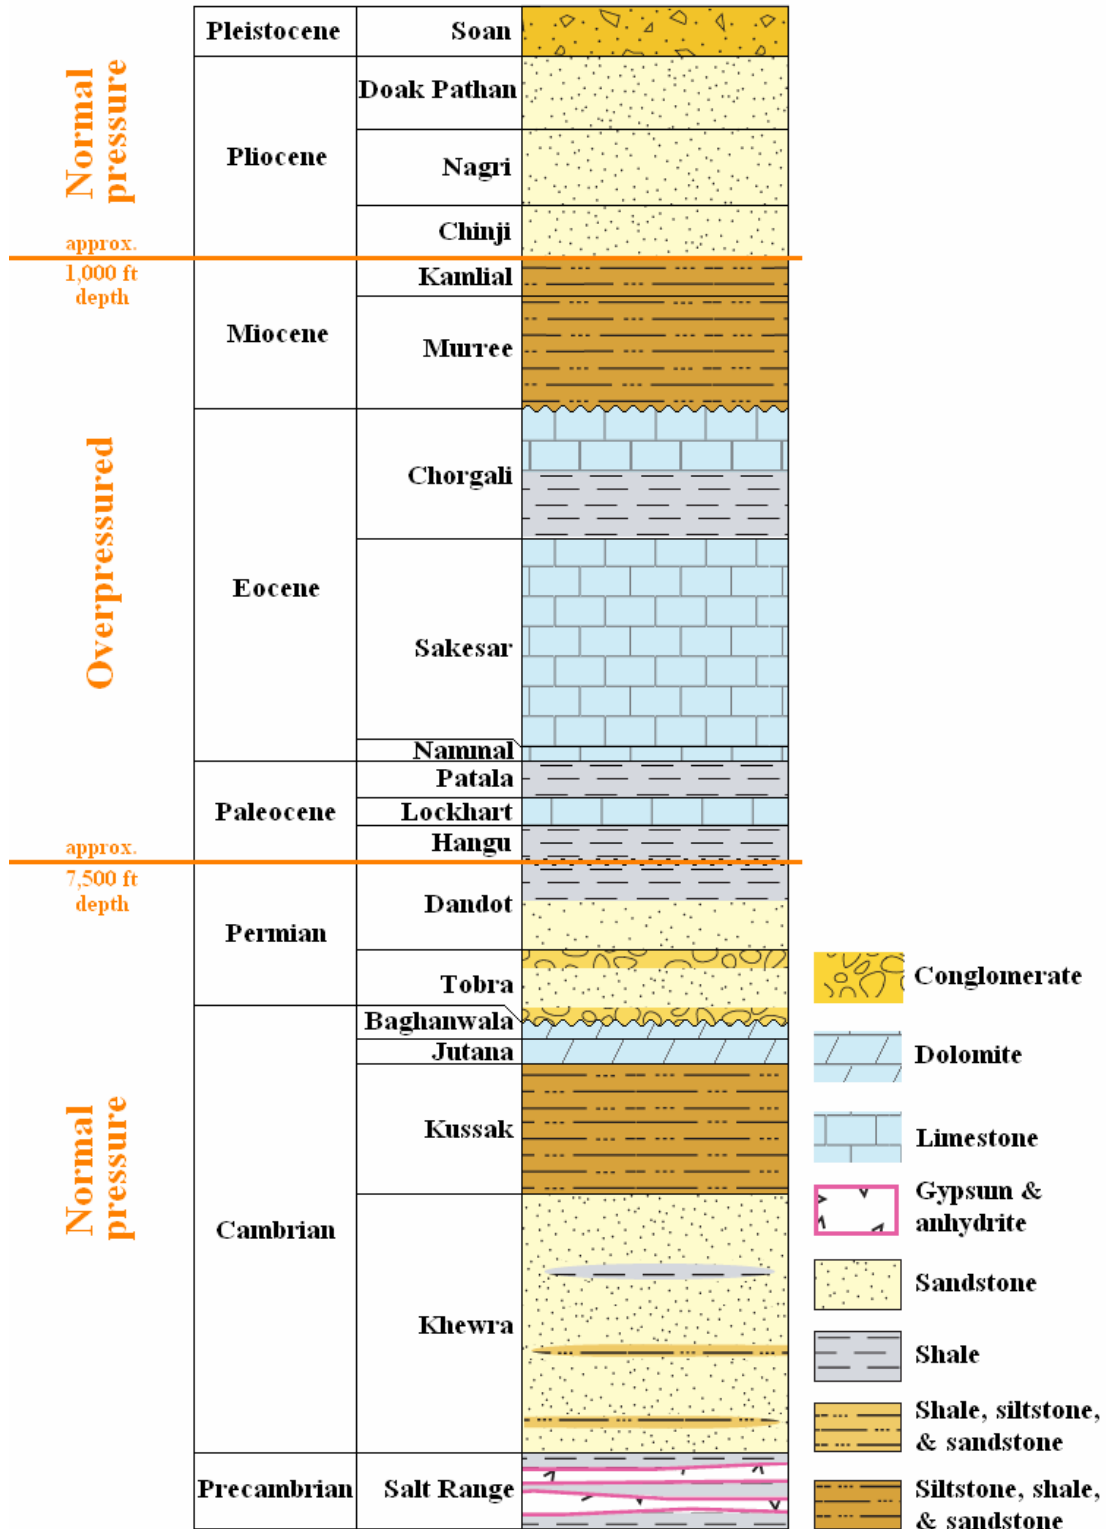 Normal
pressure
approx.
1,000 ft
depth
Overpressured
approx.
7,500 ft
depth
Normal
pressure
Pleistocene
Soan
Pliocene
Doak Pathan
Nagri
Chinji
Miocene
Kamlial
Murree
Eocene
Chorgali
Sakesar
Nammal
Paleocene
Patala
Lockhart
Hangu
Permian
Dandot
Tobra
Cambrian
Baghanwala
Jutana
Kussak
Khewra
Precambrian
Salt Range
Conglomerate
Dolomite
Limestone
Gypsum &
anhydrite
Sandstone
Shale
Shale, siltstone,
& sandstone
Siltstone, shale,
& sandstone